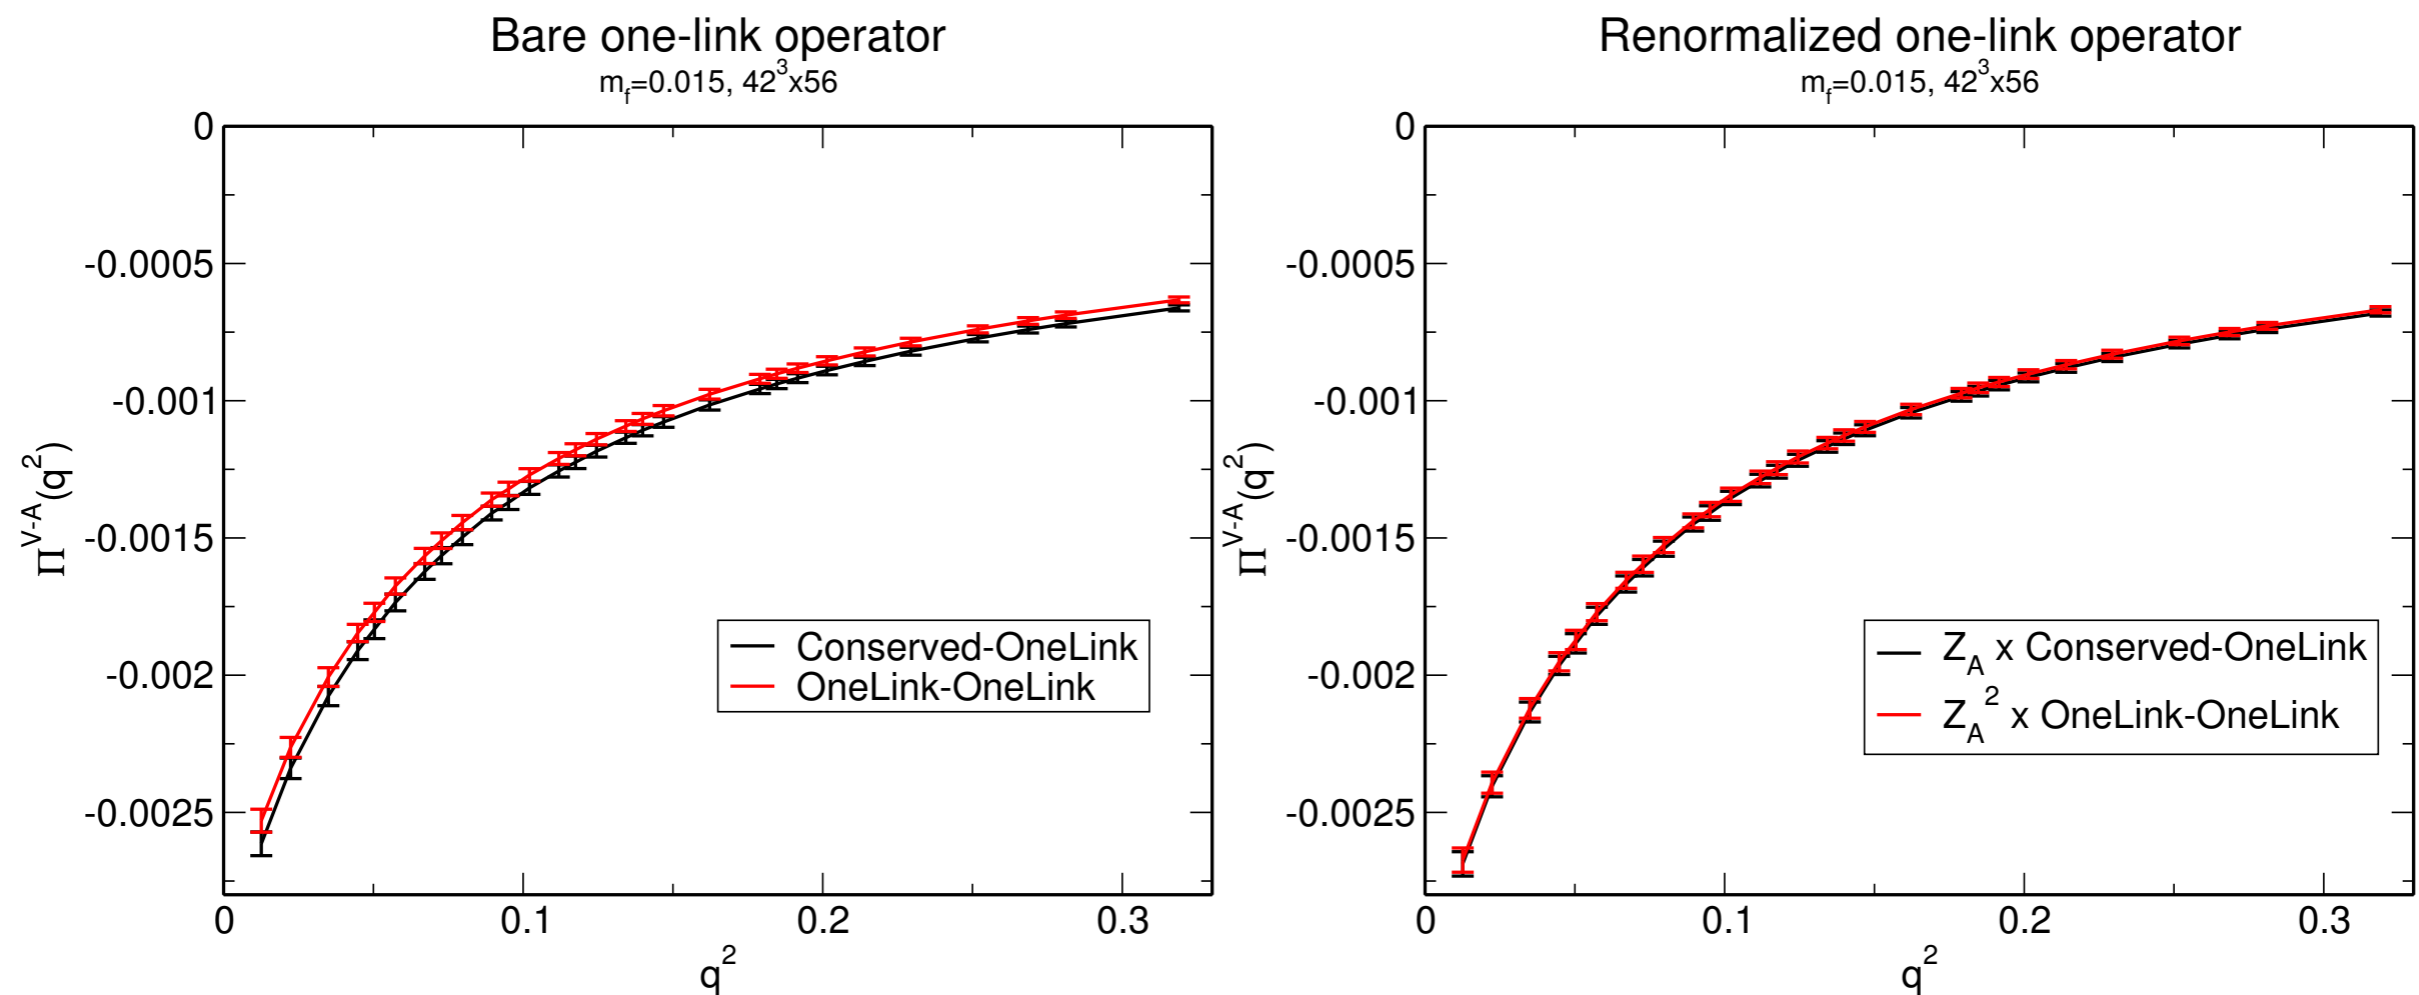 Bare one-link operator
m_f=0.015, 42^3x56
0
-0.0005
-0.001
-0.0015
-0.002
-0.0025
Π^V-A(q^2)
0
0.1
0.2
0.3
q^2
Conserved-OneLink
OneLink-OneLink
Renormalized one-link operator
m_f=0.015, 42^3x56
0
-0.0005
-0.001
-0.0015
-0.002
-0.0025
Π^V-A(q^2)
0
0.1
0.2
0.3
q^2
Z_A x Conserved-OneLink
Z_A^2 x OneLink-OneLink